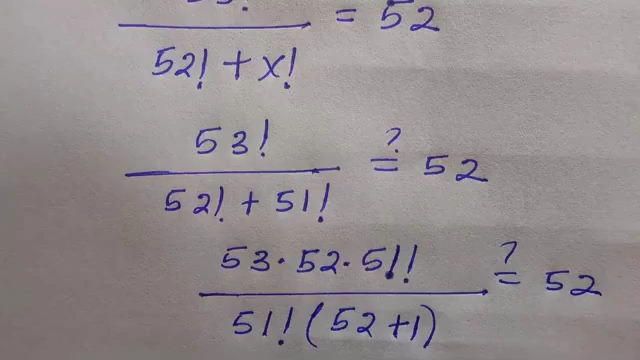 = 52
52! + x!
53! ?= 52
52! + 51!
53·52·51! ?= 52
51! (52+1)